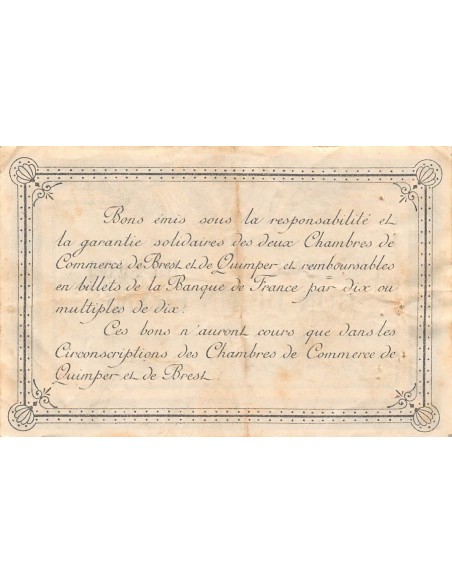 Bons émis sous la responsabilité et
la garantie solidaires des deux Chambres de
Commerce de Brest et de Quimper et remboursables
en billets de la Banque de France par dix ou
multiples de dix.
Ces bons n'auront cours que dans les
Circonscriptions des Chambres de Commerce de
Quimper et de Brest.